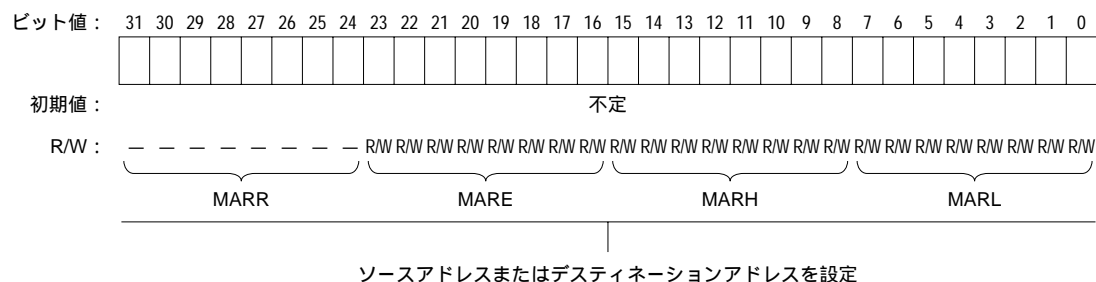 ビット値： 31 30 29 28 27 26 25 24 23 22 21 20 19 18 17 16 15 14 13 12 11 10 9 8 7 6 5 4 3 2 1 0
初期値： 不定
R/W： — — — — — — — — R/W R/W R/W R/W R/W R/W R/W R/W R/W R/W R/W R/W R/W R/W R/W R/W R/W R/W R/W R/W R/W R/W R/W R/W
MARR MARE MARH MARL
ソースアドレスまたはデスティネーションアドレスを設定